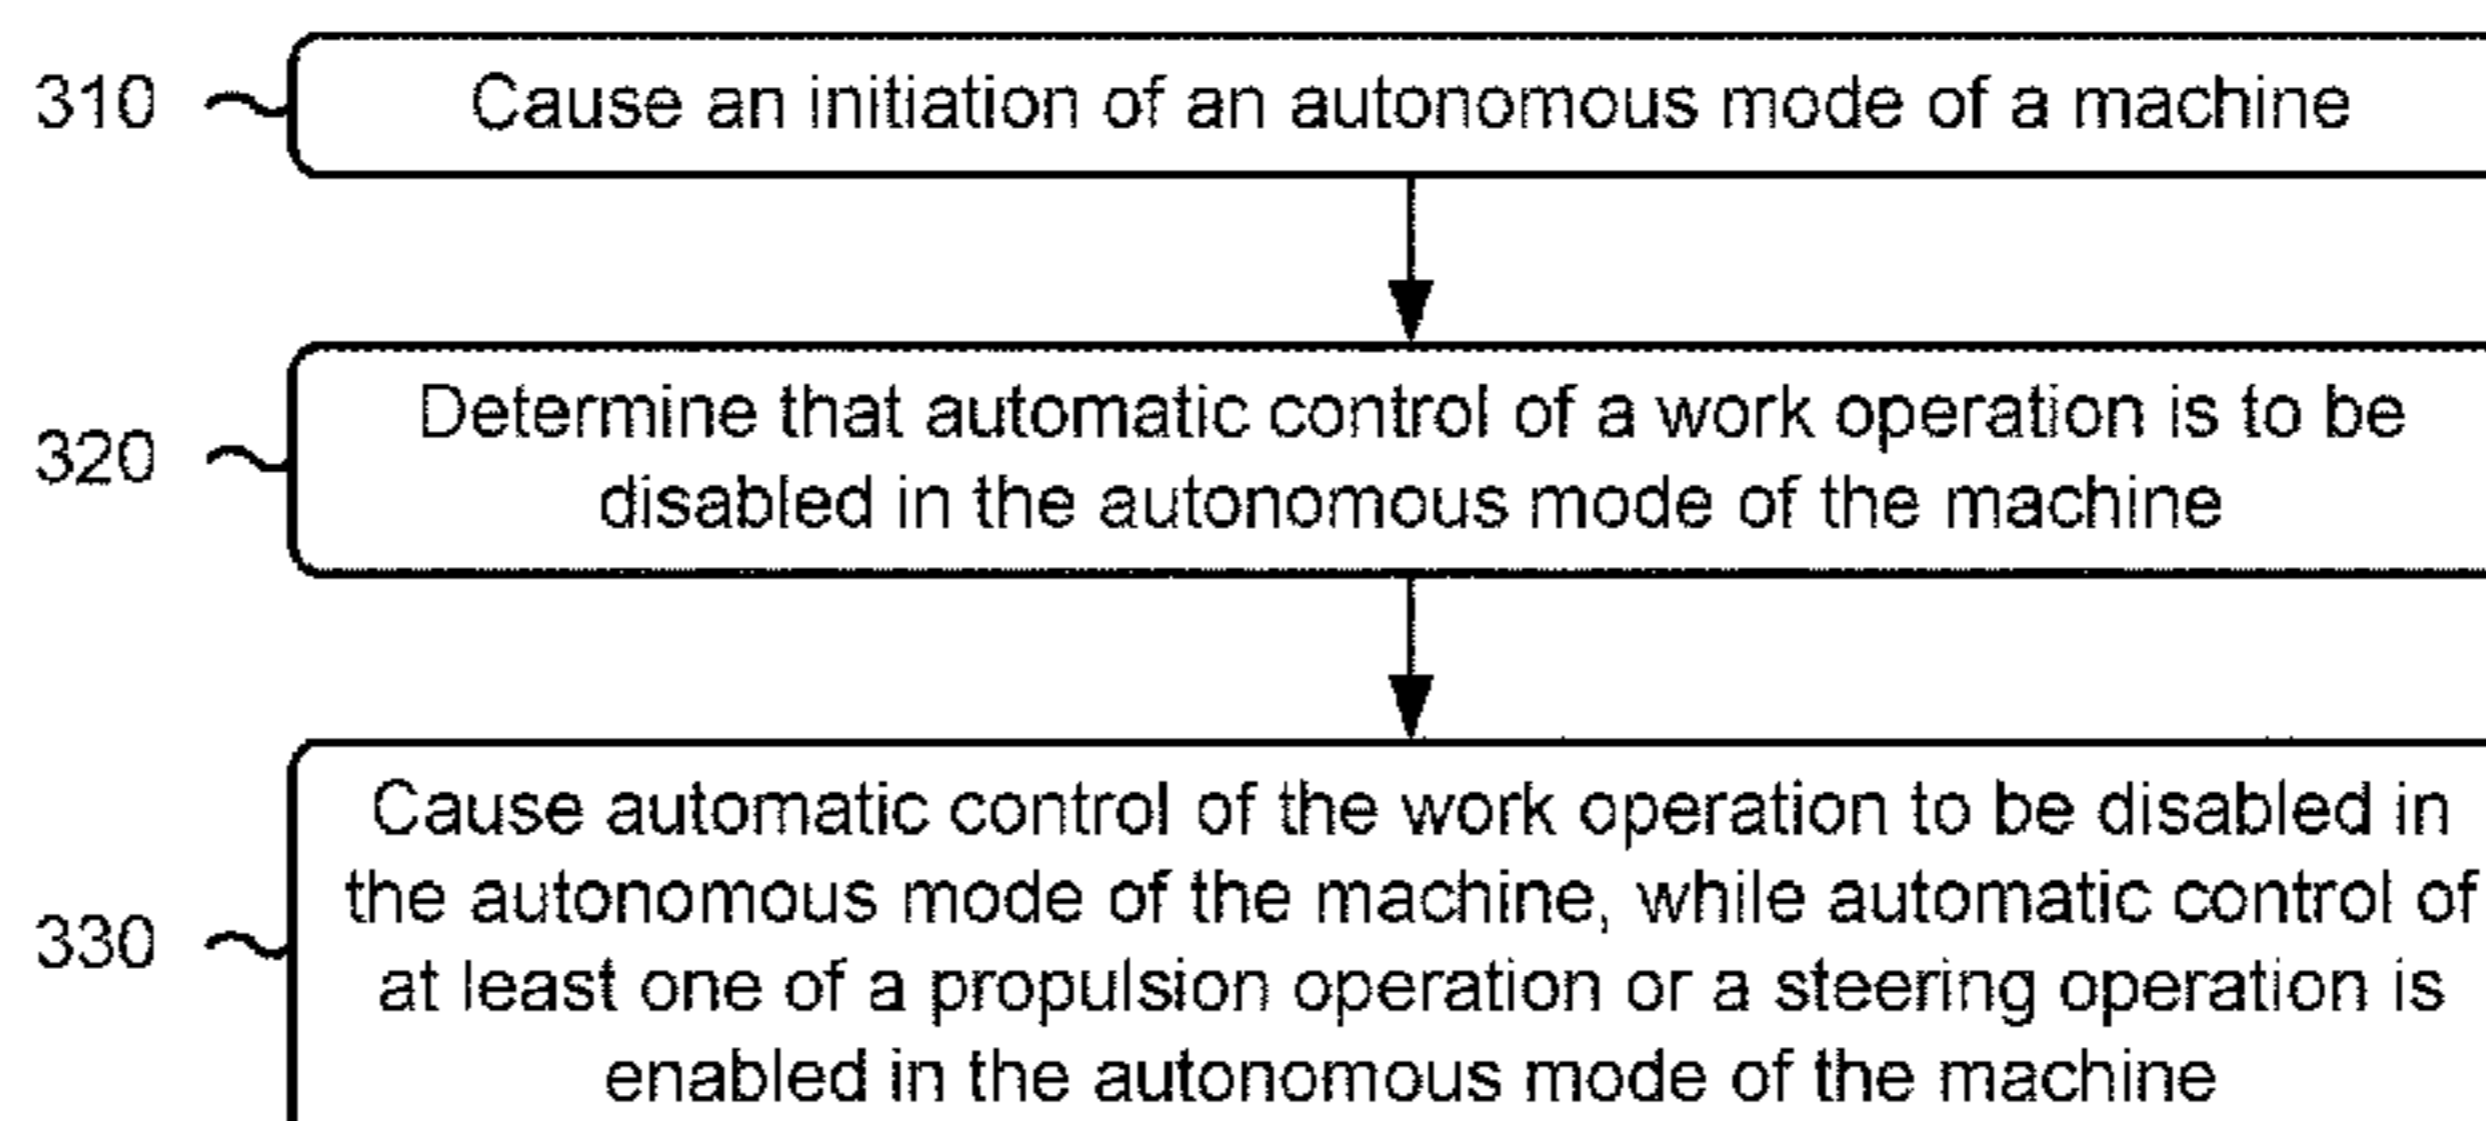 310
Cause an initiation of an autonomous mode of a machine
320
Determine that automatic control of a work operation is to be
disabled in the autonomous mode of the machine
330
Cause automatic control of the work operation to be disabled in
the autonomous mode of the machine, while automatic control of
at least one of a propulsion operation or a steering operation is
enabled in the autonomous mode of the machine